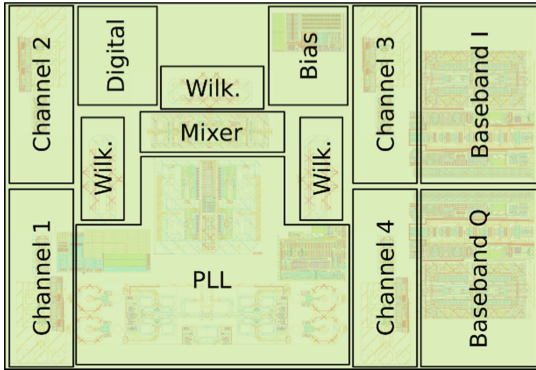 Channel 2
Digital
Wilk.
Bias
Channel 3
Baseband I
Mixer
Wilk.
Wilk.
Channel 1
PLL
Channel 4
Baseband Q